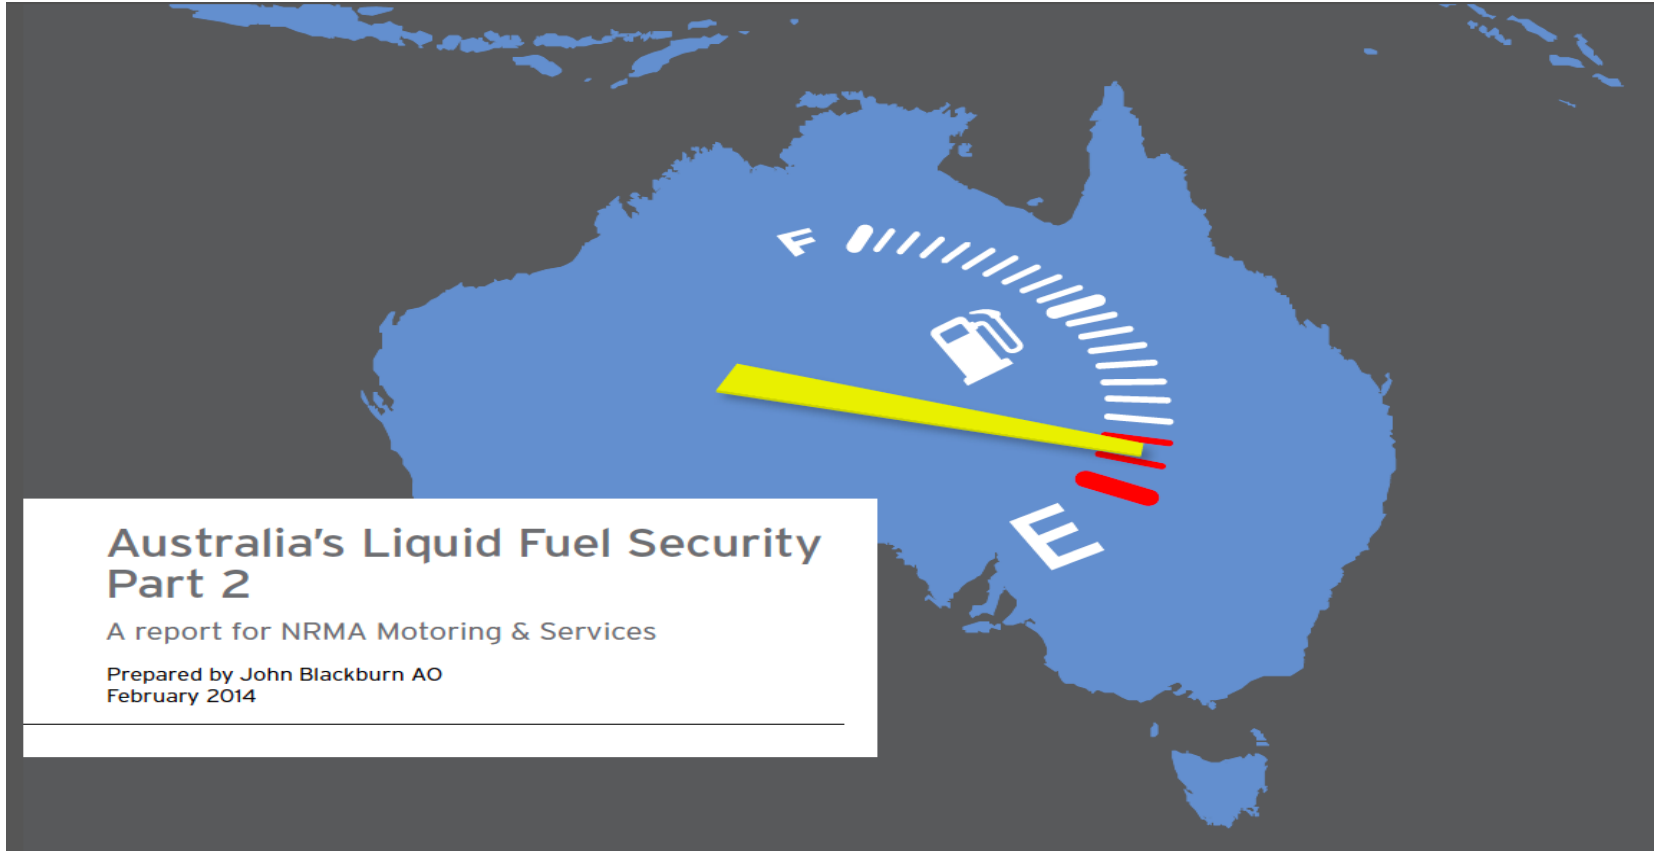 F
E
Australia's Liquid Fuel Security
Part 2
A report for NRMA Motoring & Services
Prepared by John Blackburn AO
February 2014